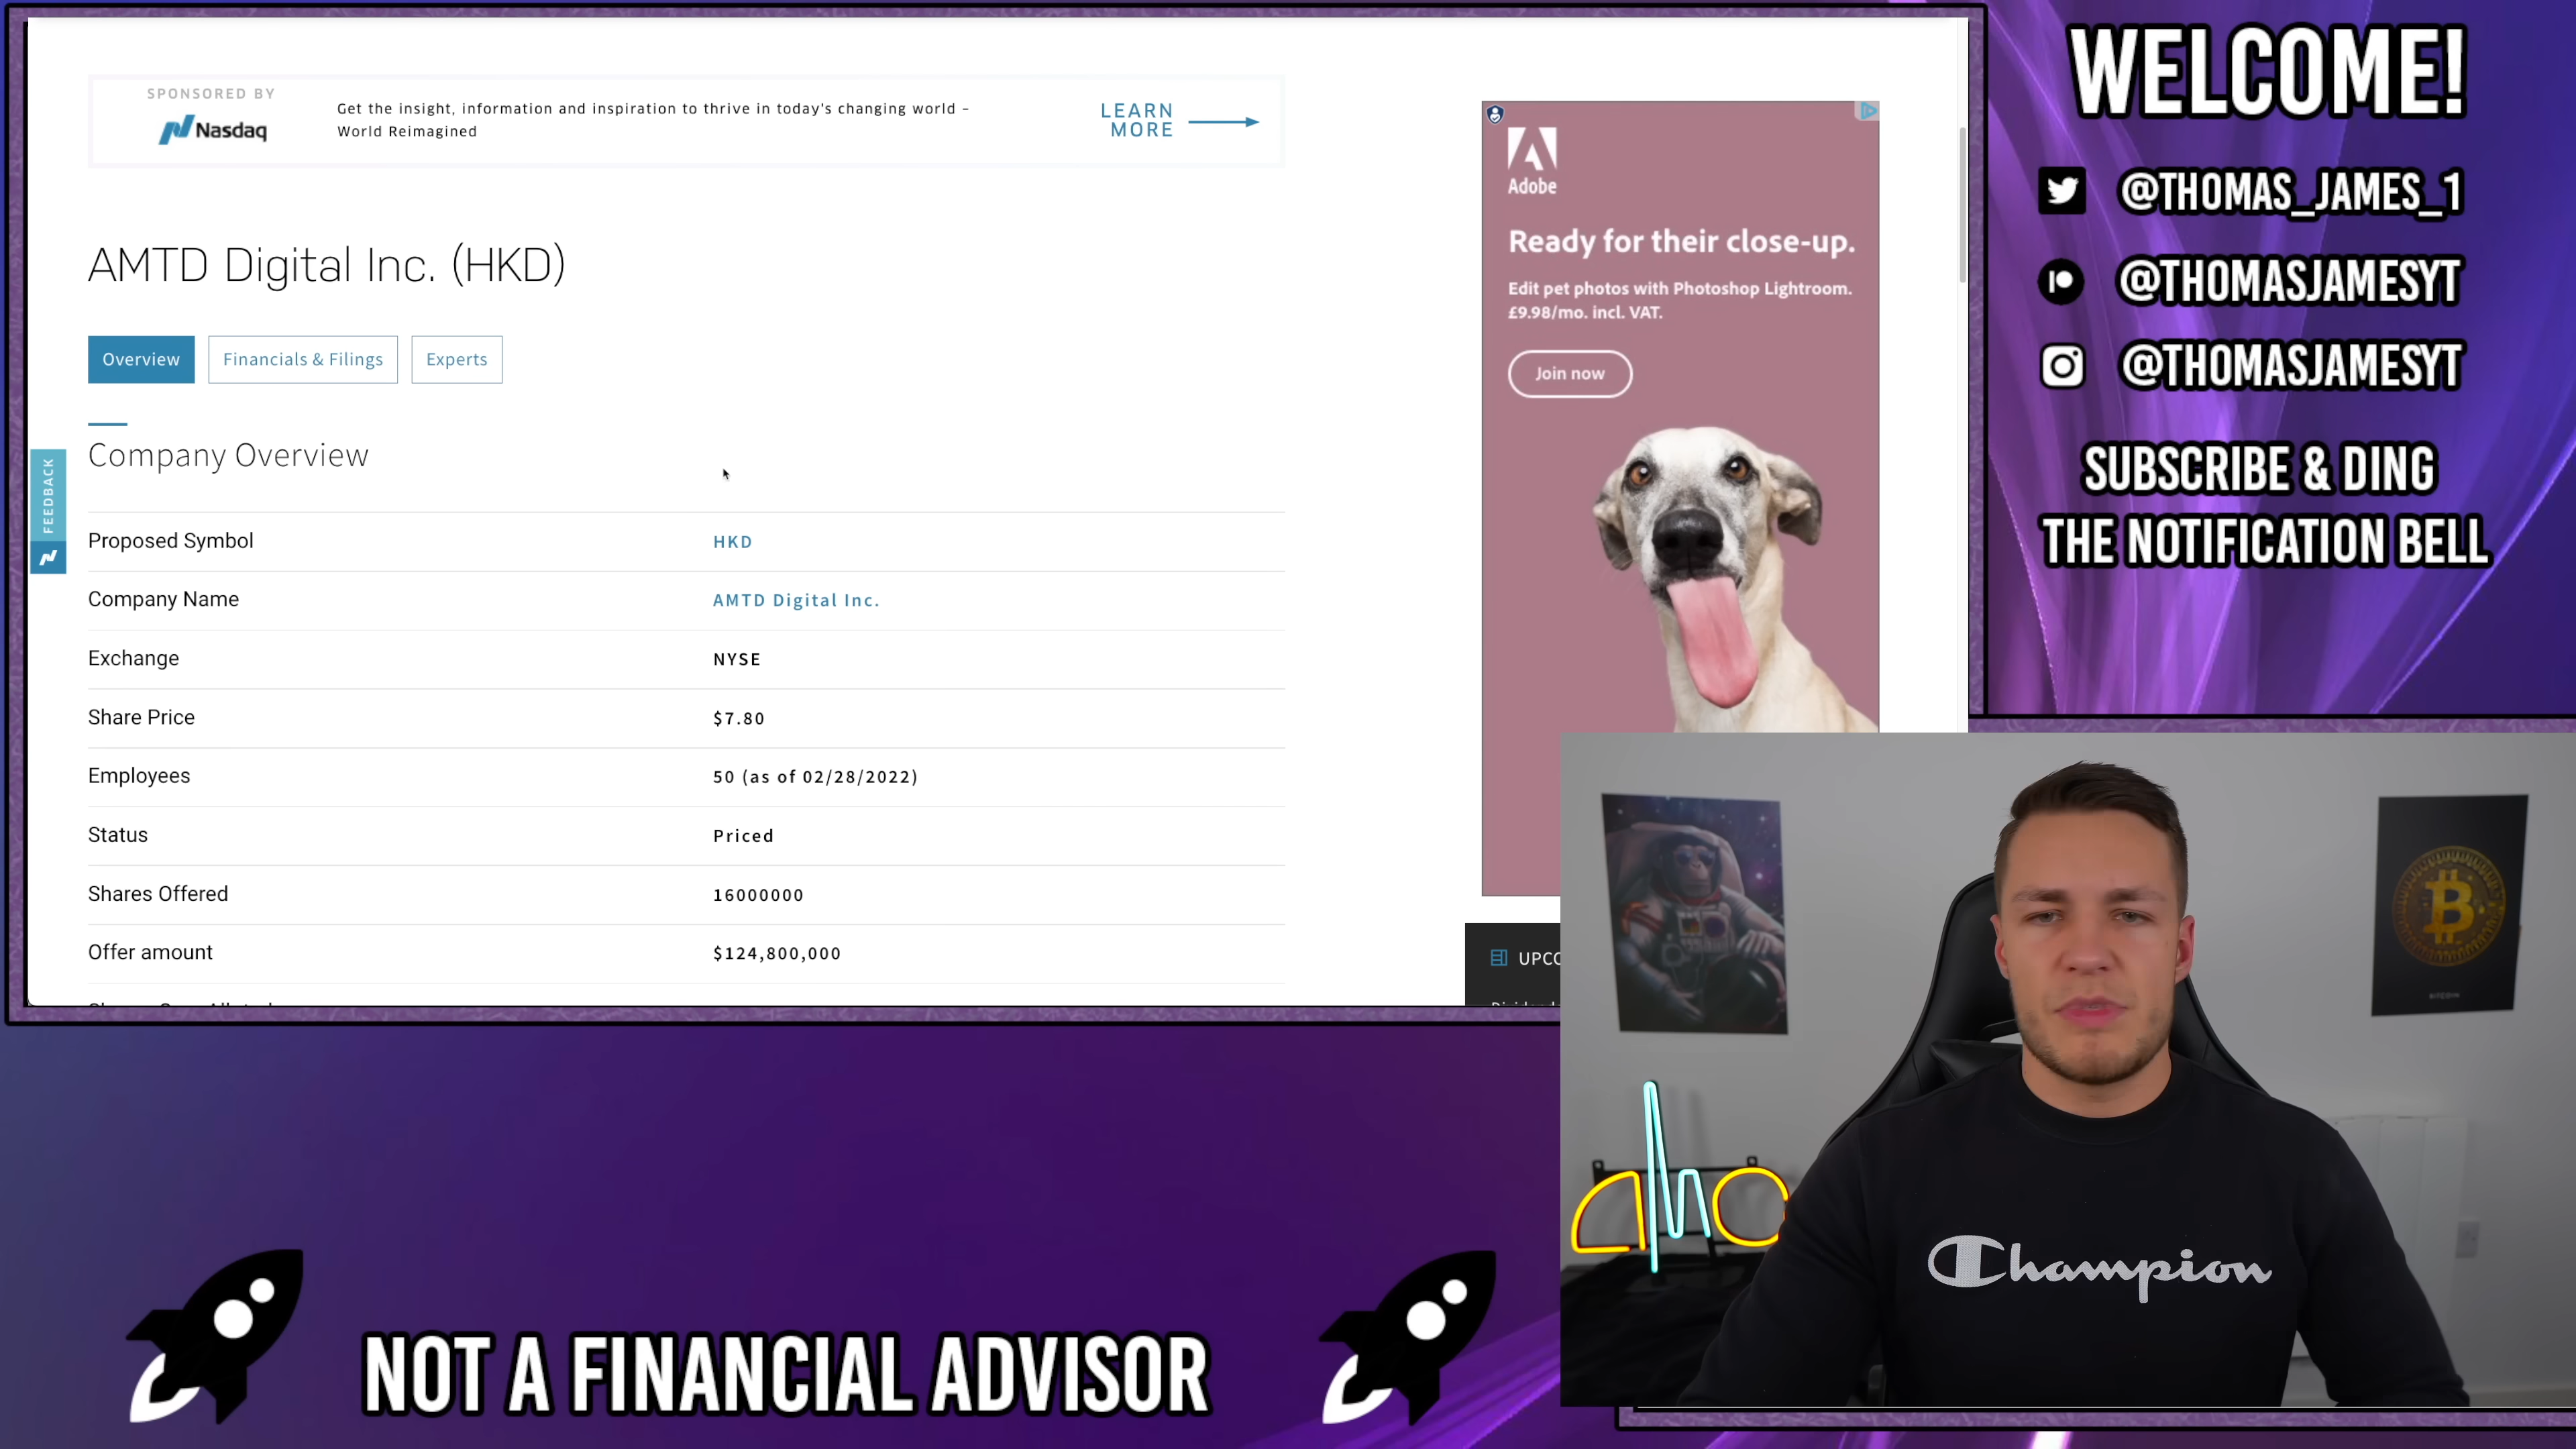 SPONSORED BY
Nasdaq
Get the insight, information and inspiration to thrive in today's changing world –
World Reimagined
LEARN
MORE
AMTD Digital Inc. (HKD)
Overview
Financials & Filings
Experts
Company Overview
FEEDBACK
Proposed Symbol HKD
Company Name AMTD Digital Inc.
Exchange NYSE
Share Price $7.80
Employees 50 (as of 02/28/2022)
Status Priced
Shares Offered 16000000
Offer amount $124,800,000
Adobe
Ready for their close-up.
Edit pet photos with Photoshop Lightroom.
£9.98/mo. incl. VAT.
Join now
UPCO
WELCOME!
@THOMAS_JAMES_1
@THOMASJAMESYT
@THOMASJAMESYT
SUBSCRIBE & DING
THE NOTIFICATION BELL
BITCOIN
Champion
NOT A FINANCIAL ADVISOR